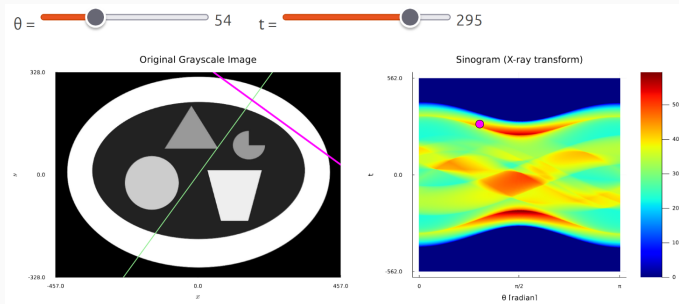 θ = 54 t = 295
Original Grayscale Image
328.0
0.0
-328.0
-457.0 0.0 457.0
Sinogram (X-ray transform)
562.0
t
0.0
-562.0
0 π/2 π
θ [radian]
50
40
30
20
10
0